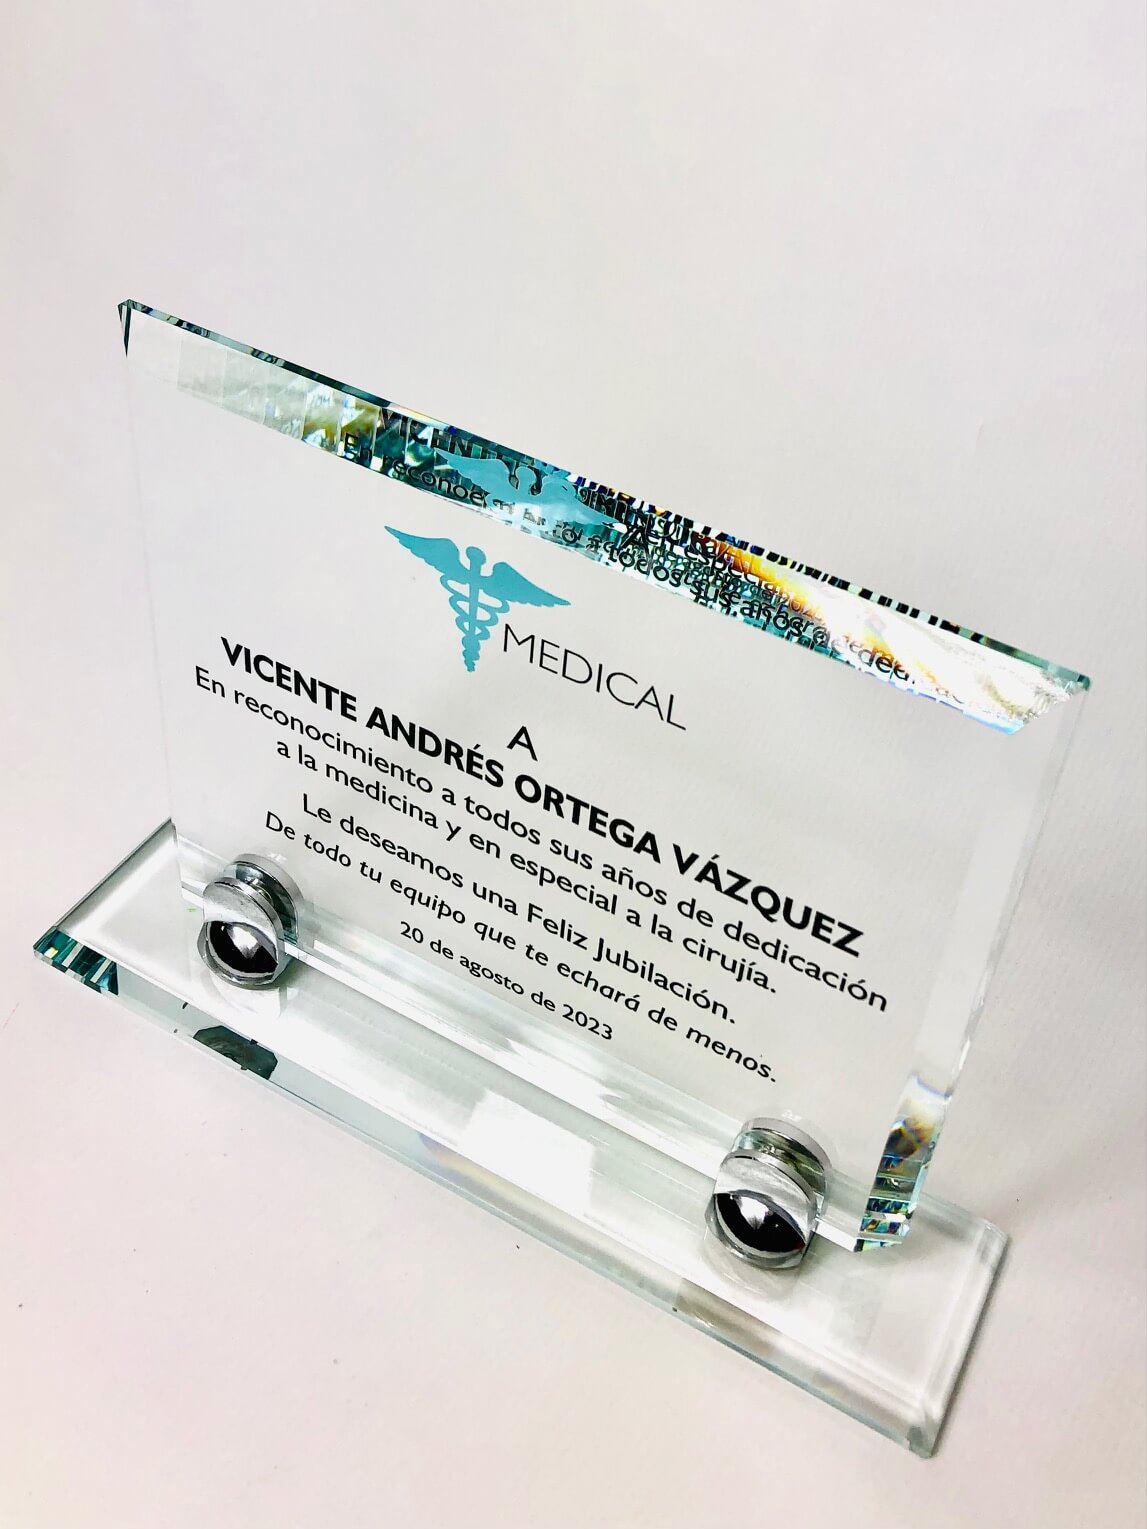 MEDICAL
A
VICENTE ANDRÉS ORTEGA VÁZQUEZ
En reconocimiento a todos sus años de dedicación
a la medicina y en especial a la cirujía.
Le deseamos una Feliz Jubilación.
De todo tu equipo que te echará de menos.
20 de agosto de 2023